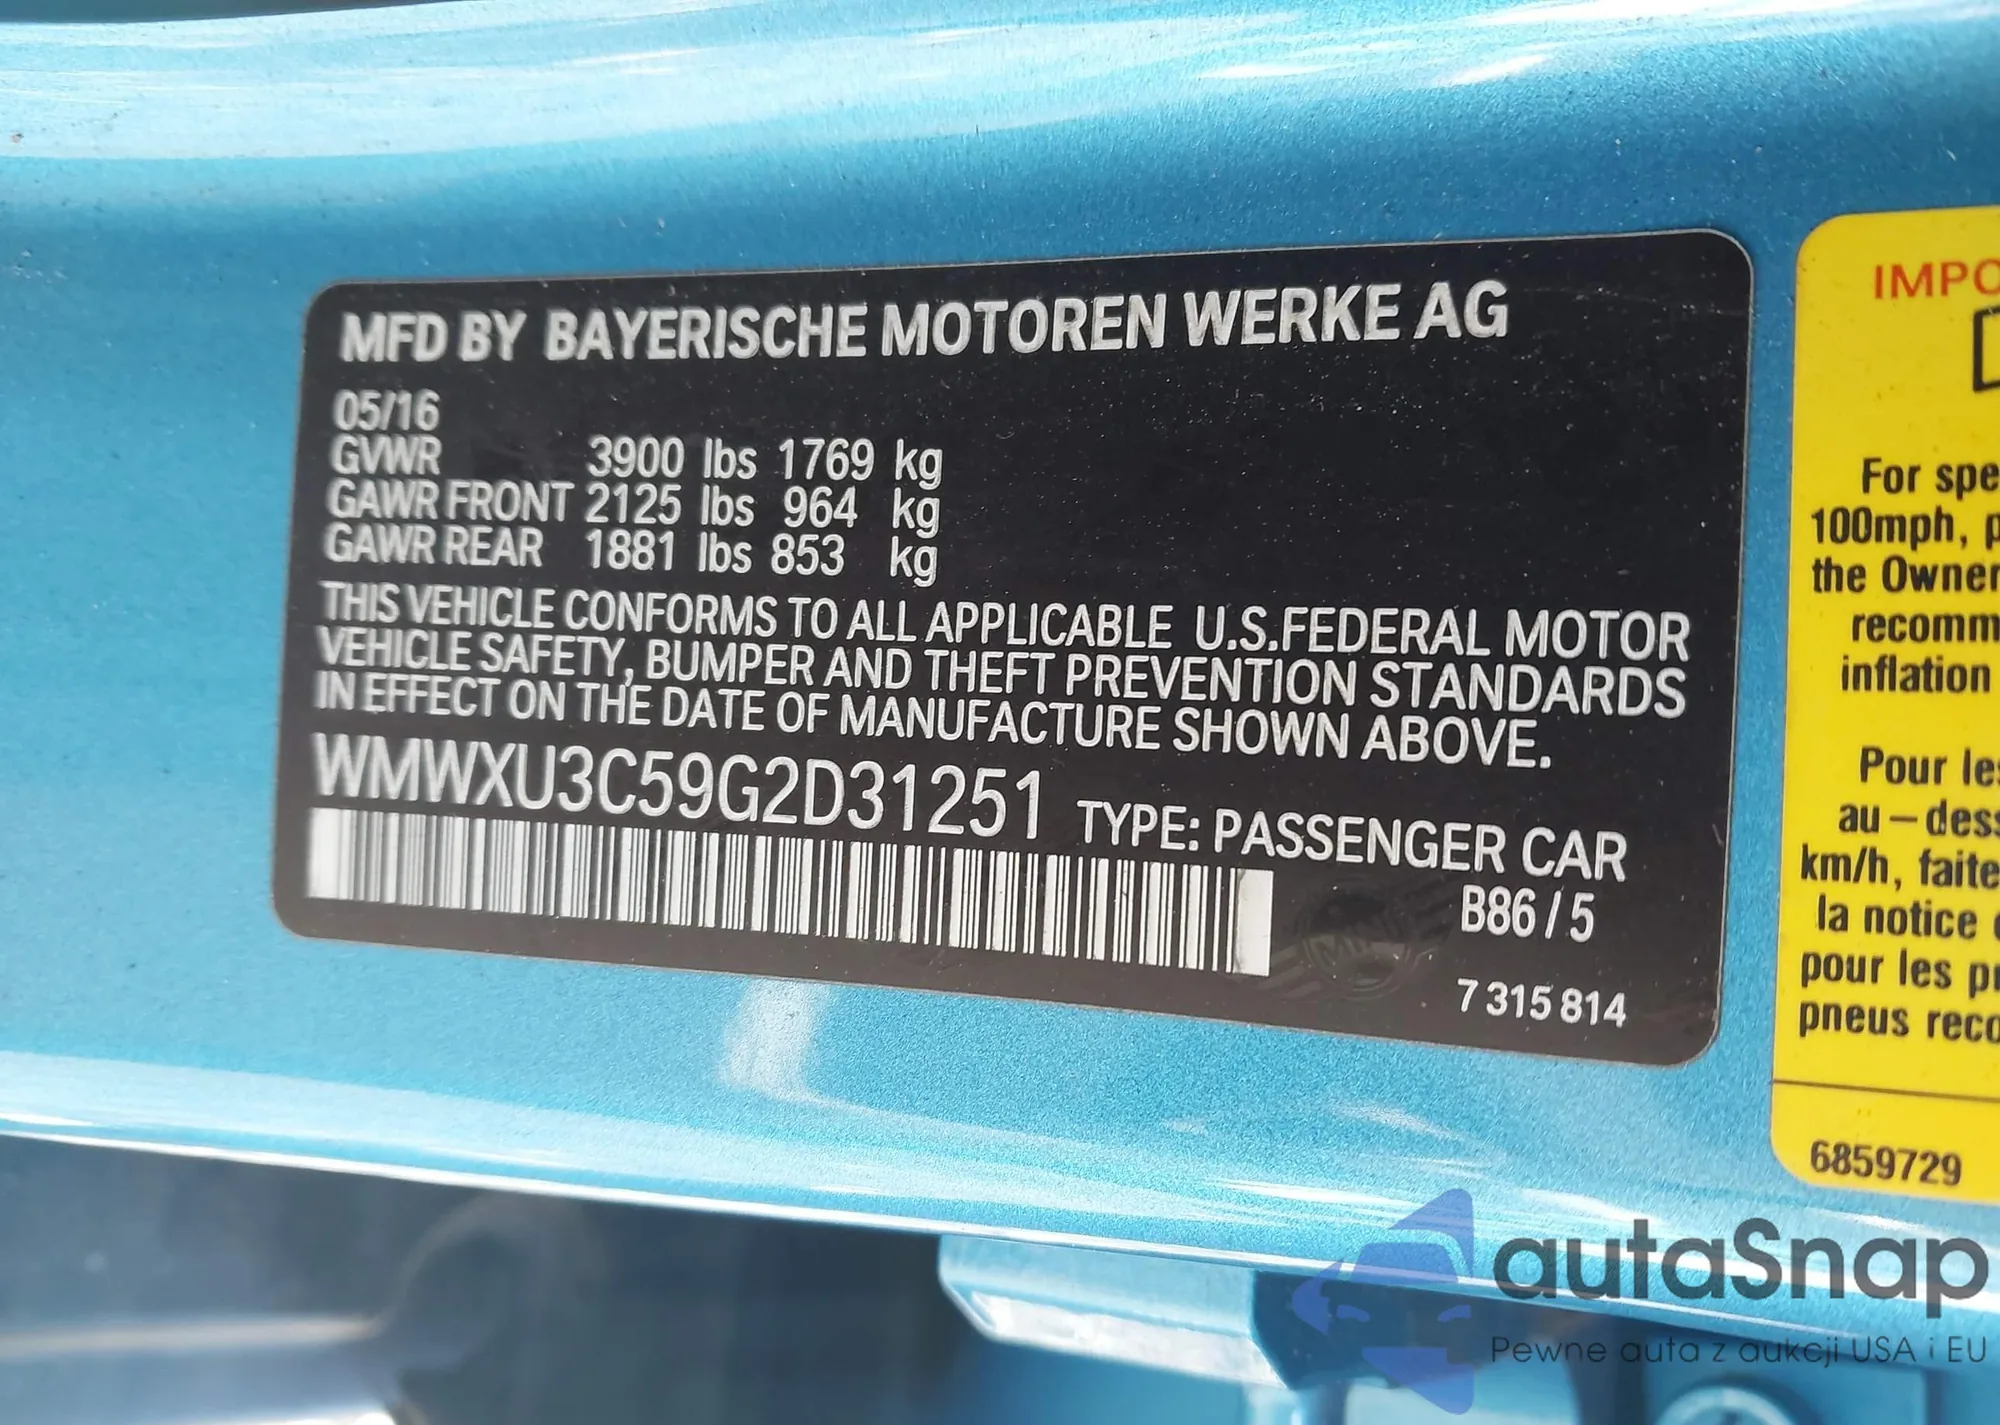 MFD BY BAYERISCHE MOTOREN WERKE AG
05/16
GVWR 3900 lbs 1769 kg
GAWR FRONT 2125 lbs 964 kg
GAWR REAR 1881 lbs 853 kg
THIS VEHICLE CONFORMS TO ALL APPLICABLE U.S.FEDERAL MOTOR
VEHICLE SAFETY, BUMPER AND THEFT PREVENTION STANDARDS
IN EFFECT ON THE DATE OF MANUFACTURE SHOWN ABOVE.
WMWXU3C59G2D31251 TYPE: PASSENGER CAR
B86 / 5
MINI
7 315 814
IMPO
For spe
100mph, p
the Owner
recomm
inflation
Pour les
au – dess
km/h, faite
la notice
pour les pr
pneus reco
6859729
autaSnap
Pewne auta z aukcji USA i EU